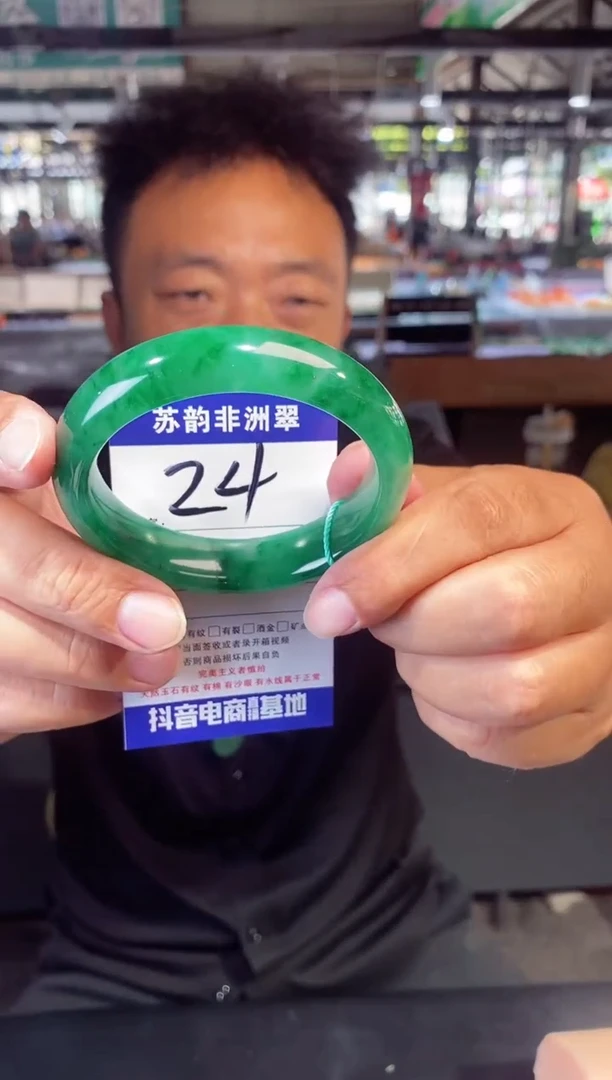 苏韵非洲翠
24
有纹□有裂□酒金□矿
当面签收或者录开箱视频
否则商品损坏后果自负
完美主义者慎拍
天然玉石有纹 有棉 有沙眼 有水线属于正常
抖音电商直播基地